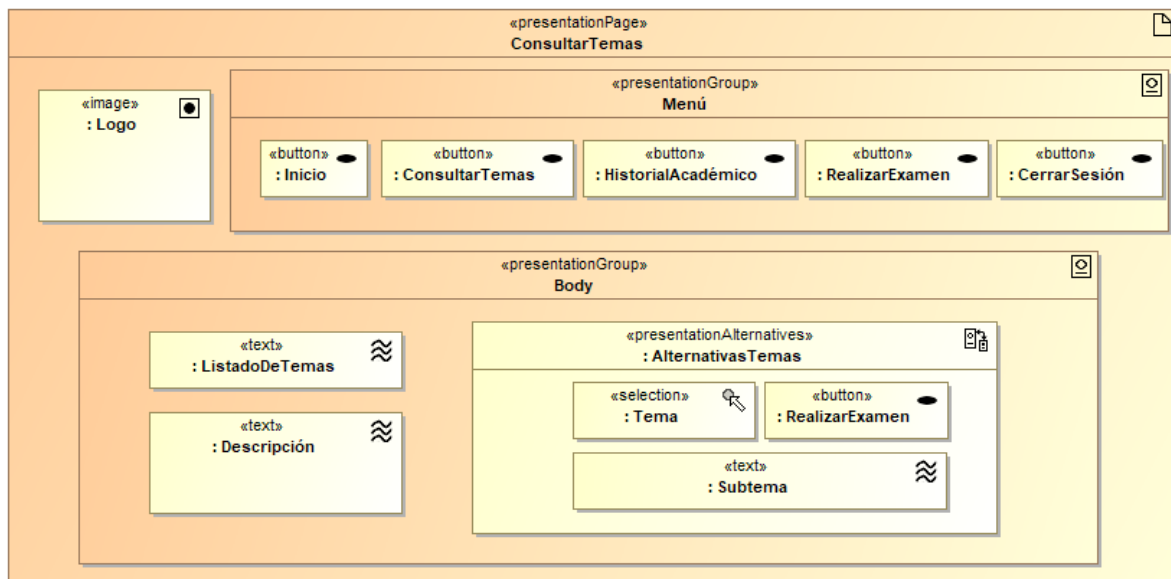 «presentationPage»
ConsultarTemas
«image»
: Logo
«presentationGroup»
Menú
«button»
: Inicio
«button»
: ConsultarTemas
«button»
: HistorialAcadémico
«button»
: RealizarExamen
«button»
: CerrarSesión
«presentationGroup»
Body
«text»
: ListadoDeTemas
«text»
: Descripción
«presentationAlternatives»
: AlternativasTemas
«selection»
: Tema
«button»
: RealizarExamen
«text»
: Subtema